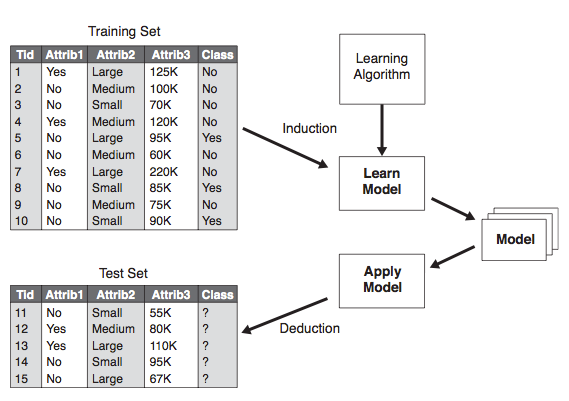 Training Set
Tid Attrib1 Attrib2 Attrib3 Class
1 Yes Large 125K No
2 No Medium 100K No
3 No Small 70K No
4 Yes Medium 120K No
5 No Large 95K Yes
6 No Medium 60K No
7 Yes Large 220K No
8 No Small 85K Yes
9 No Medium 75K No
10 No Small 90K Yes
Learning
Algorithm
Induction
Learn
Model
Model
Apply
Model
Deduction
Test Set
Tid Attrib1 Attrib2 Attrib3 Class
11 No Small 55K ?
12 Yes Medium 80K ?
13 Yes Large 110K ?
14 No Small 95K ?
15 No Large 67K ?